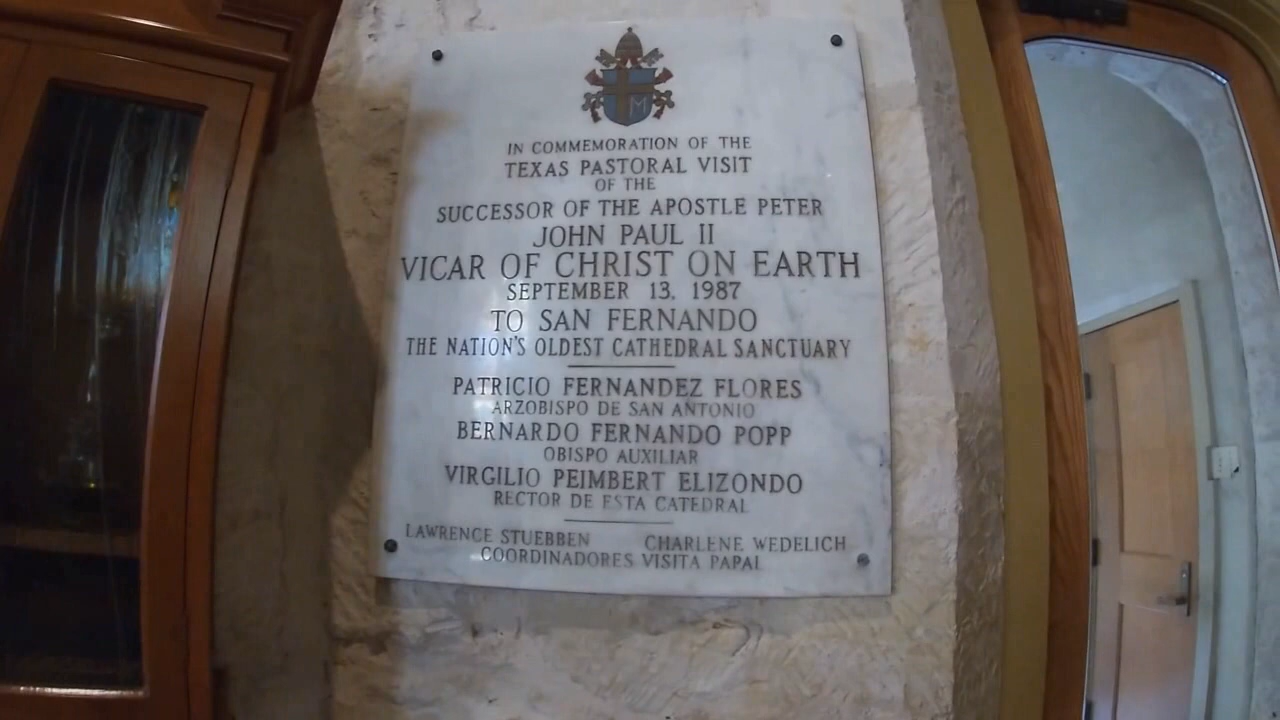 M
IN COMMEMORATION OF THE
TEXAS PASTORAL VISIT
OF THE
SUCCESSOR OF THE APOSTLE PETER
JOHN PAUL II
VICAR OF CHRIST ON EARTH
SEPTEMBER 13, 1987
TO SAN FERNANDO
THE NATION'S OLDEST CATHEDRAL SANCTUARY
PATRICIO FERNANDEZ FLORES
ARZOBISPO DE SAN ANTONIO
BERNARDO FERNANDO POPP
OBISPO AUXILIAR
VIRGILIO PEIMBERT ELIZONDO
RECTOR DE ESTA CATEDRAL
LAWRENCE STUEBBEN CHARLENE WEDELICH
COORDINADORES VISITA PAPAL